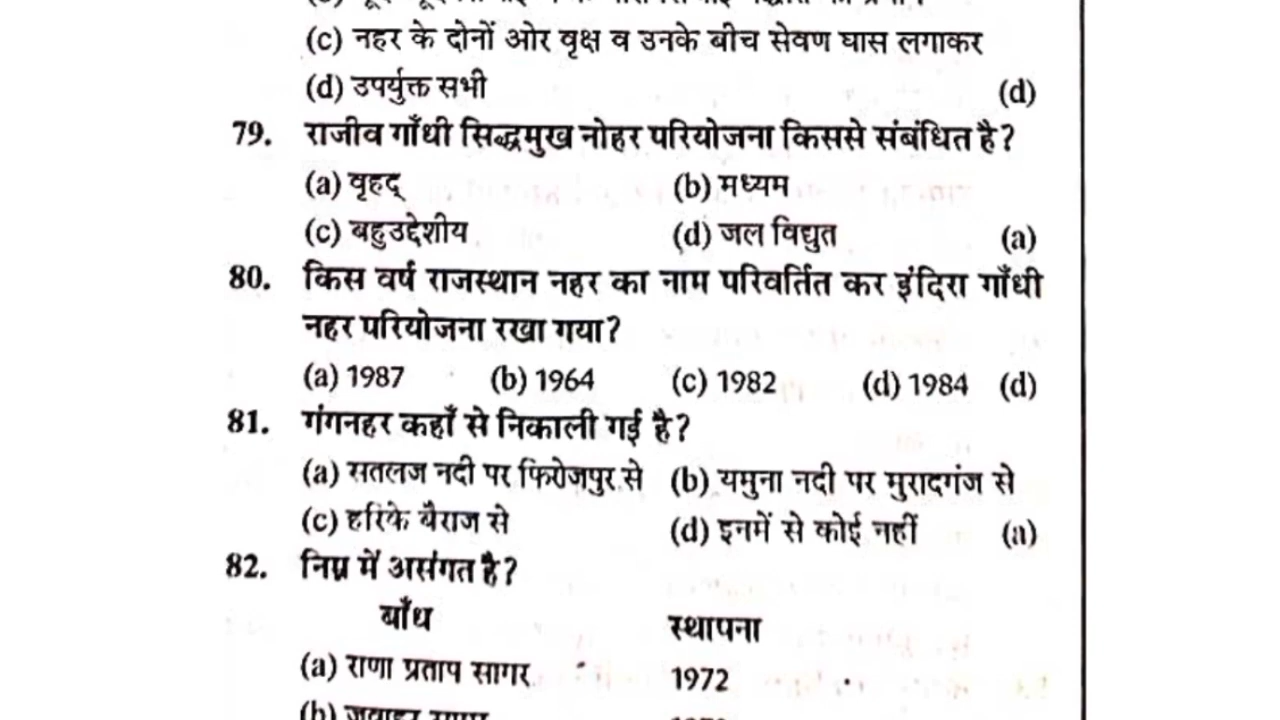 (c) नहर के दोनों ओर वृक्ष व उनके बीच सेवण घास लगाकर
(d) उपर्युक्त सभी (d)
79. राजीव गाँधी सिद्धमुख नोहर परियोजना किससे संबंधित है?
(a) वृहद् (b) मध्यम
(c) बहुउद्देशीय (d) जल विद्युत (a)
80. किस वर्ष राजस्थान नहर का नाम परिवर्तित कर इंदिरा गाँधी
नहर परियोजना रखा गया?
(a) 1987 (b) 1964 (c) 1982 (d) 1984 (d)
81. गंगनहर कहाँ से निकाली गई है?
(a) सतलज नदी पर फिरोजपुर से (b) यमुना नदी पर मुरादगंज से
(c) हरिके बैराज से (d) इनमें से कोई नहीं (a)
82. निम्न में असंगत है?
बाँध स्थापना
(a) राणा प्रताप सागर 1972
(b) जवाहर सागर